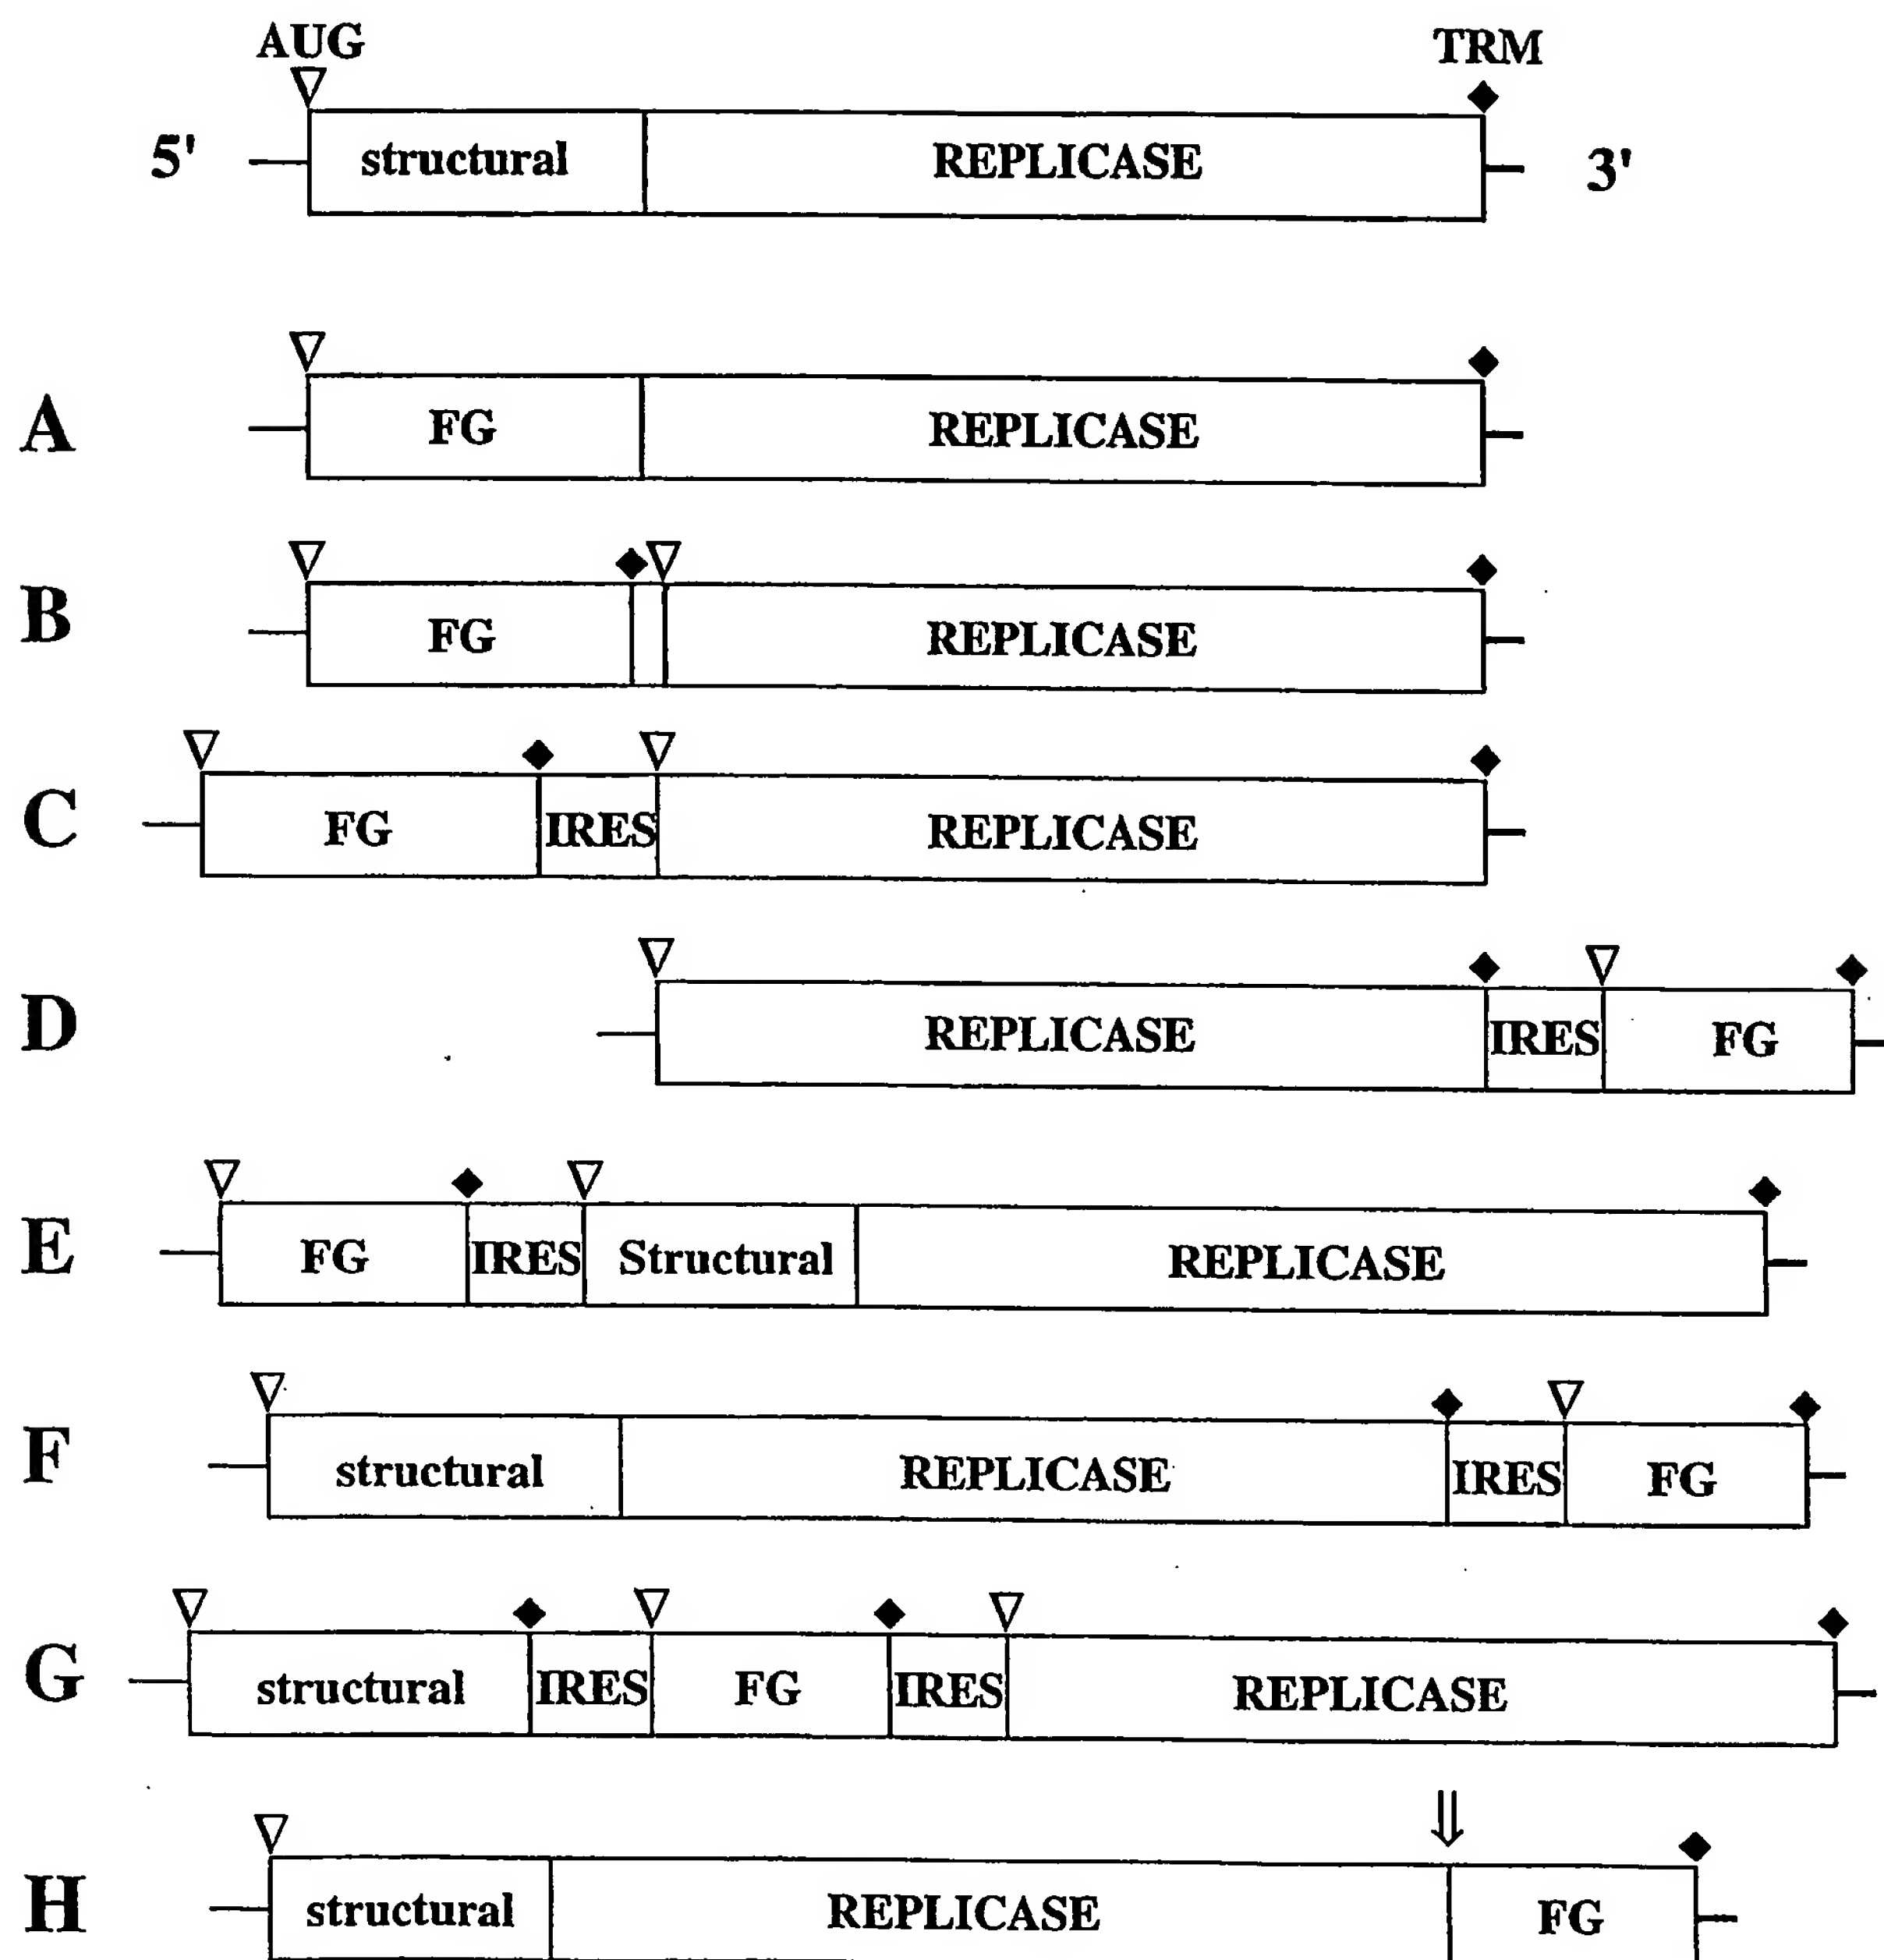 AUG TRM
5' structural REPLICASE 3'
A FG REPLICASE
B FG REPLICASE
C FG IRES REPLICASE
D REPLICASE IRES FG
E FG IRES Structural REPLICASE
F structural REPLICASE IRES FG
G structural IRES FG IRES REPLICASE
H structural REPLICASE FG